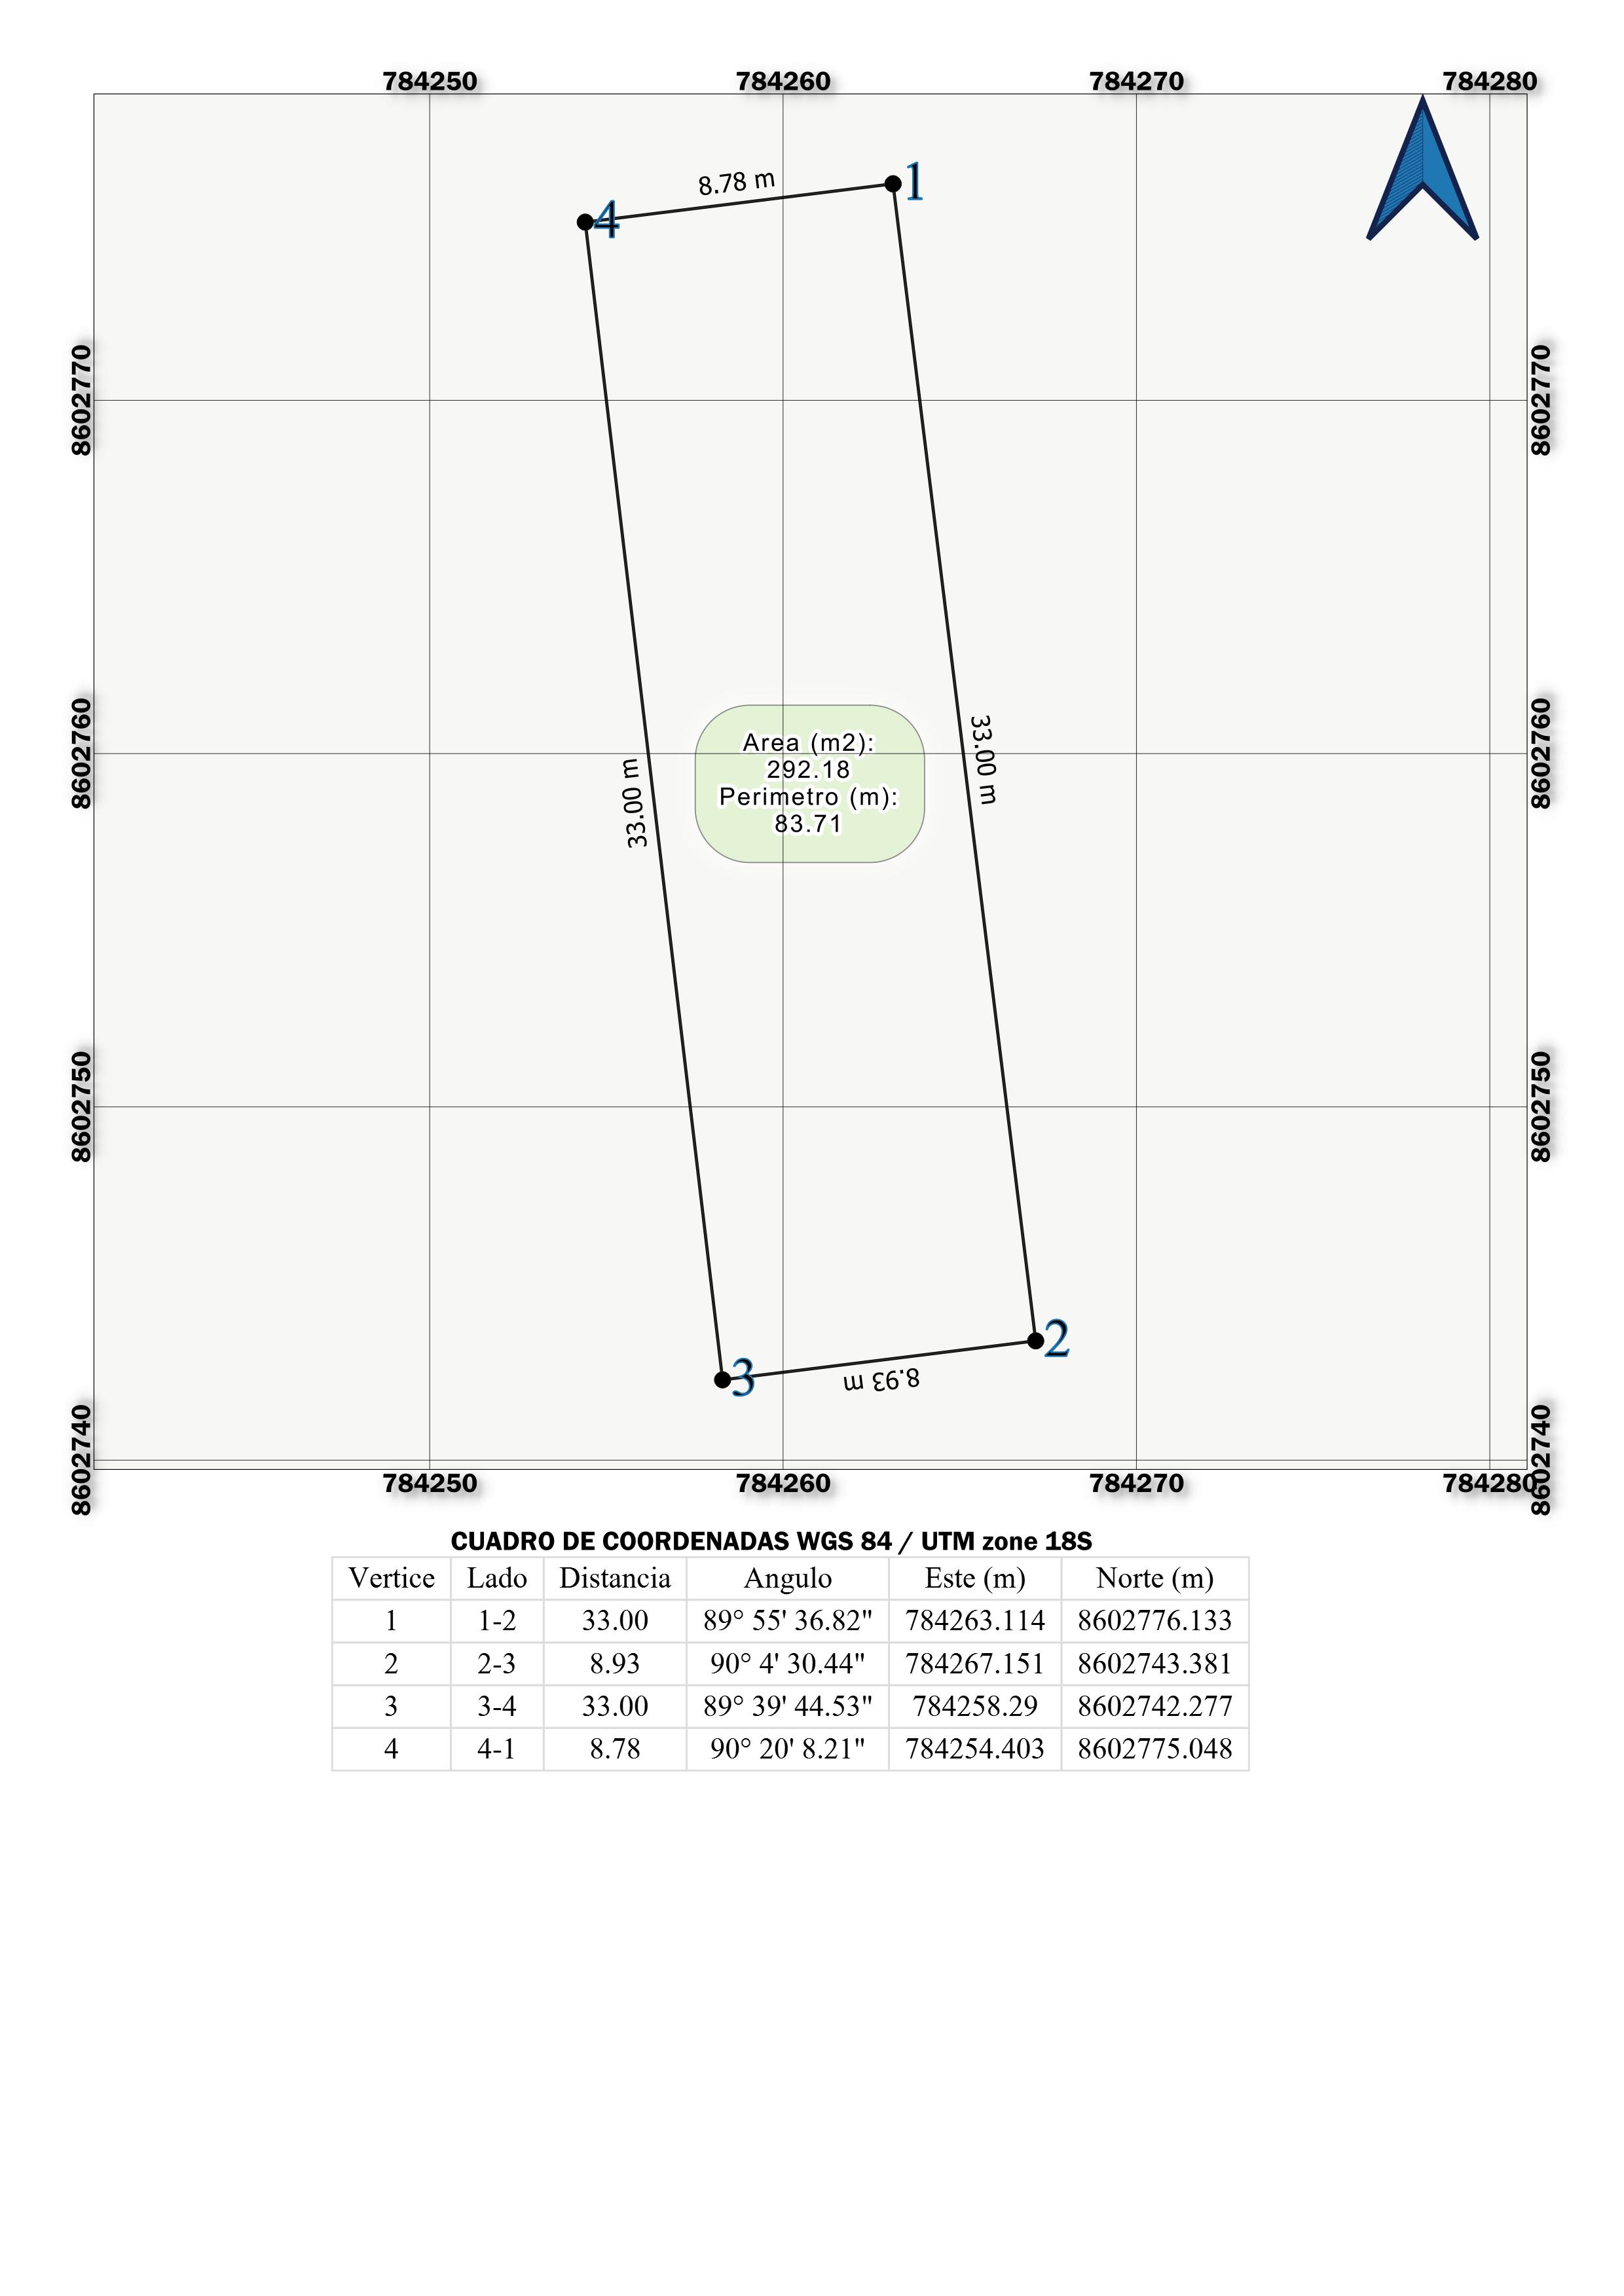 784250 784260 784270 784280
8.78 m
1
4
8602770 8602770
8602760 8602760
33.00 m
33.00 m
Area (m2):
292.18
Perimetro (m):
83.71
8602750 8602750
2
3
8.93 m
8602740 8602740
784250 784260 784270 784280
CUADRO DE COORDENADAS WGS 84 / UTM zone 18S
Vertice Lado Distancia Angulo Este (m) Norte (m)
1 1-2 33.00 89° 55' 36.82" 784263.114 8602776.133
2 2-3 8.93 90° 4' 30.44" 784267.151 8602743.381
3 3-4 33.00 89° 39' 44.53" 784258.29 8602742.277
4 4-1 8.78 90° 20' 8.21" 784254.403 8602775.048